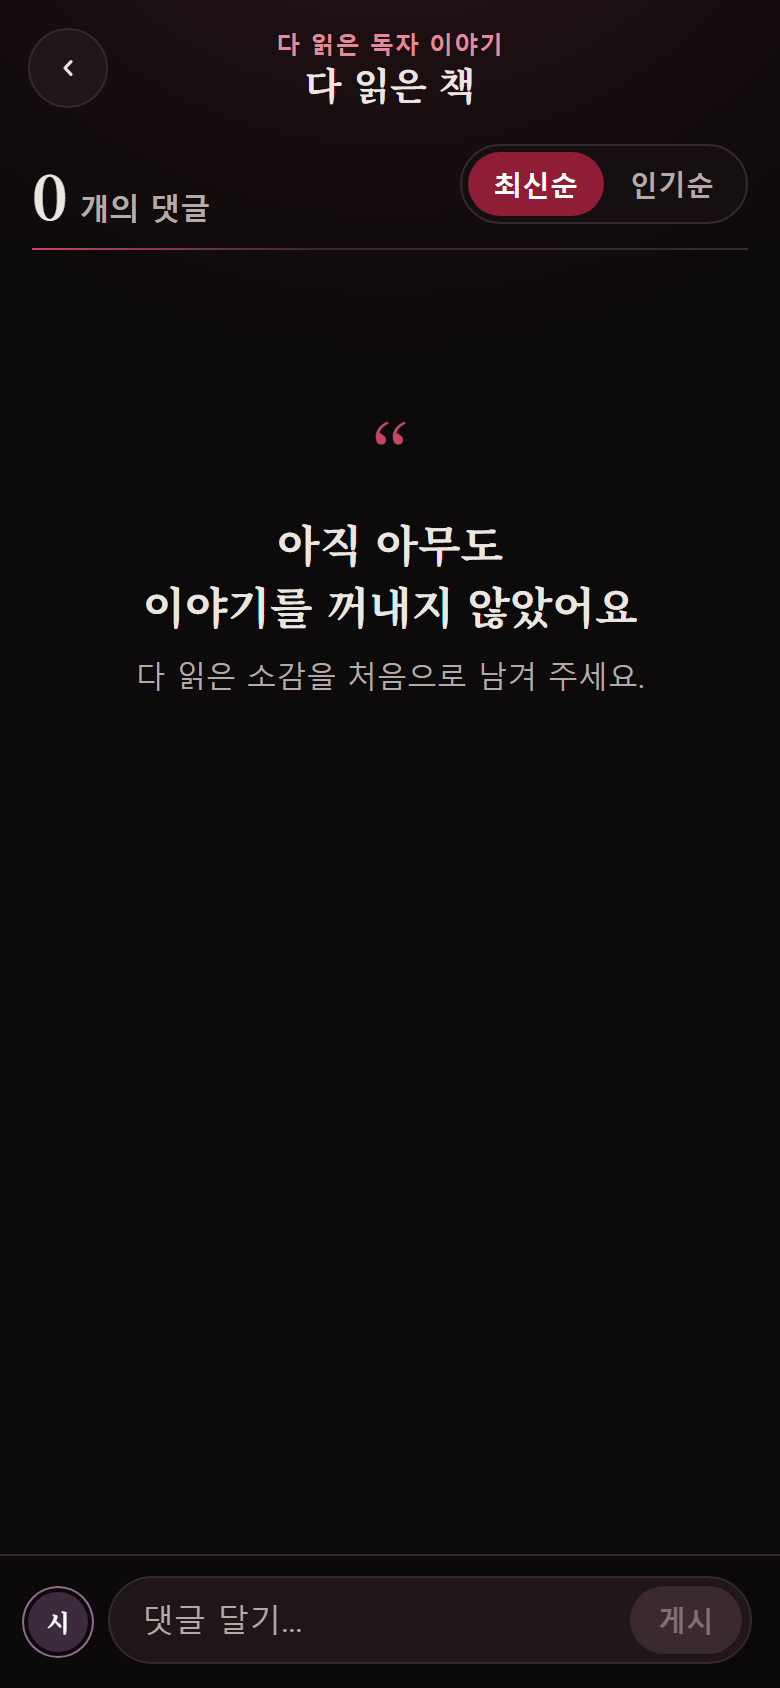 다 읽은 독자 이야기
다 읽은 책
0 개의 댓글
최신순 인기순
“
아직 아무도
이야기를 꺼내지 않았어요
다 읽은 소감을 처음으로 남겨 주세요.
시 댓글 달기... 게시